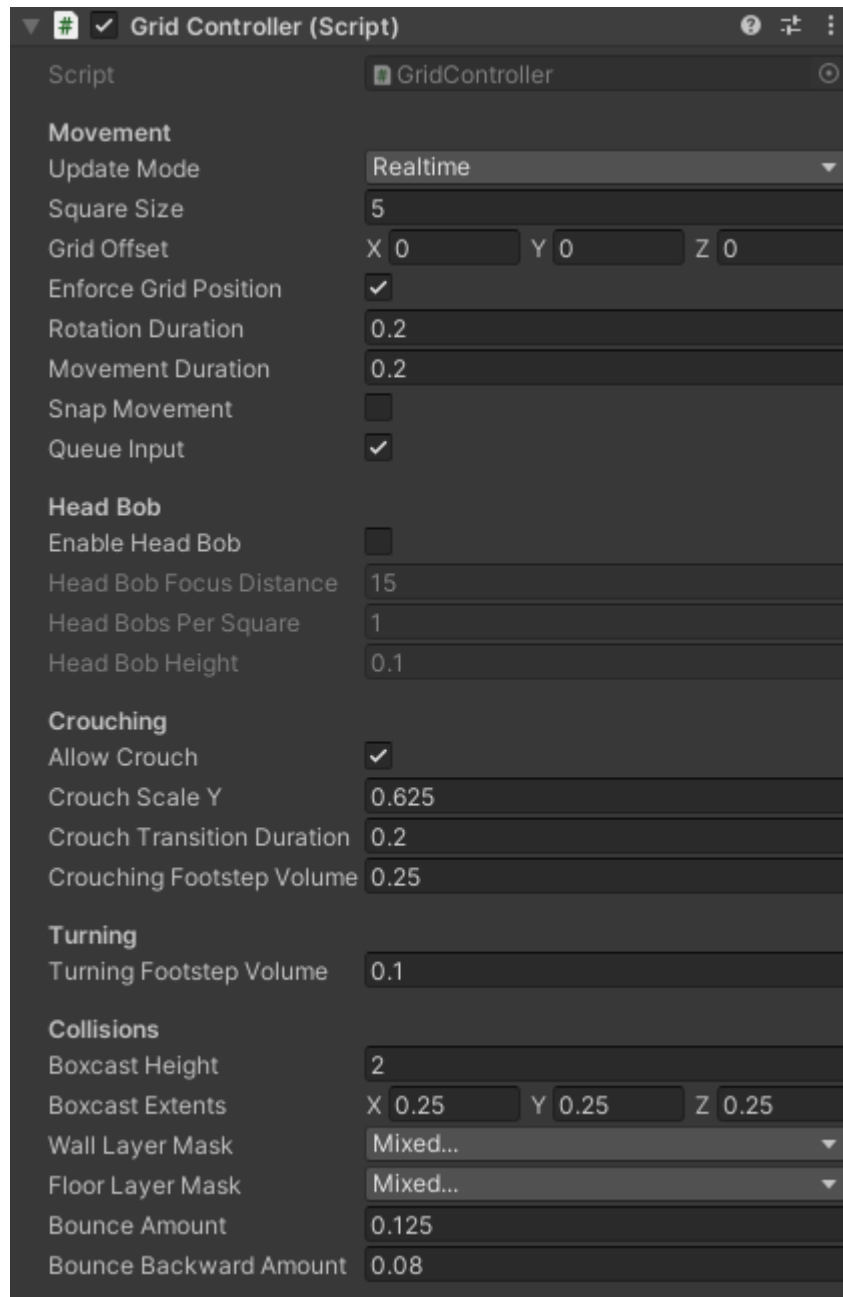 Grid Controller (Script)
Script GridController
Movement
Update Mode Realtime
Square Size 5
Grid Offset X 0 Y 0 Z 0
Enforce Grid Position
Rotation Duration 0.2
Movement Duration 0.2
Snap Movement
Queue Input
Head Bob
Enable Head Bob
Head Bob Focus Distance 15
Head Bobs Per Square 1
Head Bob Height 0.1
Crouching
Allow Crouch
Crouch Scale Y 0.625
Crouch Transition Duration 0.2
Crouching Footstep Volume 0.25
Turning
Turning Footstep Volume 0.1
Collisions
Boxcast Height 2
Boxcast Extents X 0.25 Y 0.25 Z 0.25
Wall Layer Mask Mixed...
Floor Layer Mask Mixed...
Bounce Amount 0.125
Bounce Backward Amount 0.08